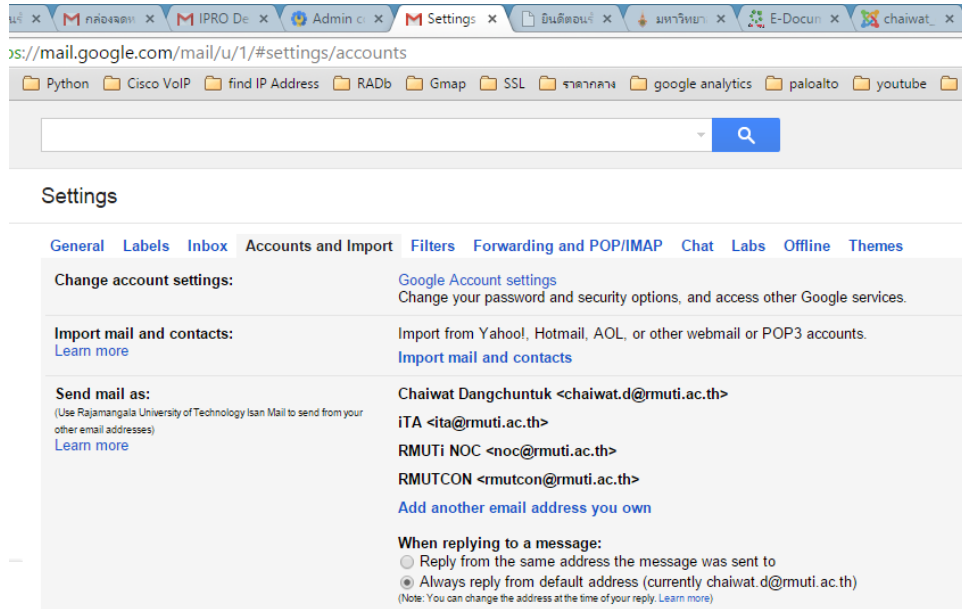 นร์ กล่องจดห IPRO De Admin c Settings ยินดีตอนร้ มหาวิทยา E-Docun chaiwat_
ps://mail.google.com/mail/u/1/#settings/accounts
Python Cisco VoIP find IP Address RADb Gmap SSL ราคากลาง google analytics paloalto youtube
Settings
General Labels Inbox Accounts and Import Filters Forwarding and POP/IMAP Chat Labs Offline Themes
Change account settings: Google Account settings
Change your password and security options, and access other Google services.
Import mail and contacts: Import from Yahoo!, Hotmail, AOL, or other webmail or POP3 accounts.
Learn more Import mail and contacts
Send mail as: Chaiwat Dangchuntuk <chaiwat.d@rmuti.ac.th>
(Use Rajamangala University of Technology Isan Mail to send from your
other email addresses) iTA <ita@rmuti.ac.th>
Learn more RMUTi NOC <noc@rmuti.ac.th>
RMUTCON <rmutcon@rmuti.ac.th>
Add another email address you own
When replying to a message:
Reply from the same address the message was sent to
Always reply from default address (currently chaiwat.d@rmuti.ac.th)
(Note: You can change the address at the time of your reply. Learn more)